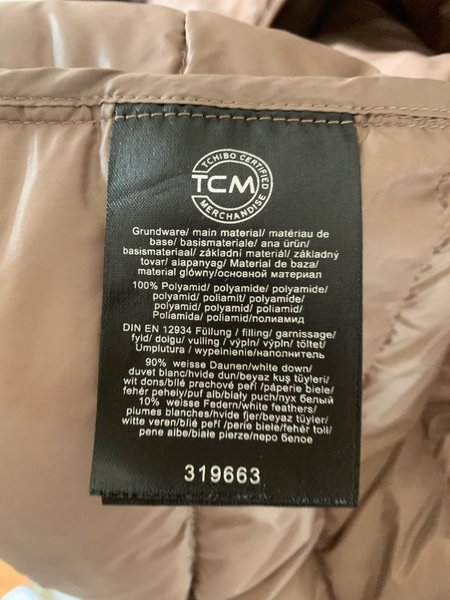 TCHIBO CERTIFIED
TCM
MERCHANDISE
Grundware/ main material/ matériau de
base/ basismateriale/ ana ürün/
basismateriaal/ základní materiál/ základný
tovar/ alapanyag/ Material de baza/
material główny/основной материал
100% Polyamid/ polyamide/ polyamide/
polyamid/ poliamit/ polyamide/
polyamid/ polyamid/ poliamid/
Poliamida/ poliamid/полиамид
DIN EN 12934 Füllung / filling/ garnissage/
fyld/ dolgu/ vulling / výplň/ výplň/ töltet/
Umplutura / wypełnienie/наполнитель
90% weisse Daunen/white down/
duvet blanc/hvide dun/beyaz kuş tüyleri/
wit dons/bílé prachové peří /páperie biele/
fehér pehely/puf alb/biały puch/нух белый
10% weisse Federn/white feathers/
plumes blanches/hvide fjer/beyaz tüyler/
witte veren/bílé peří /perie biele/fehér toll/
pene albe/białe pierze/перо белое
319663